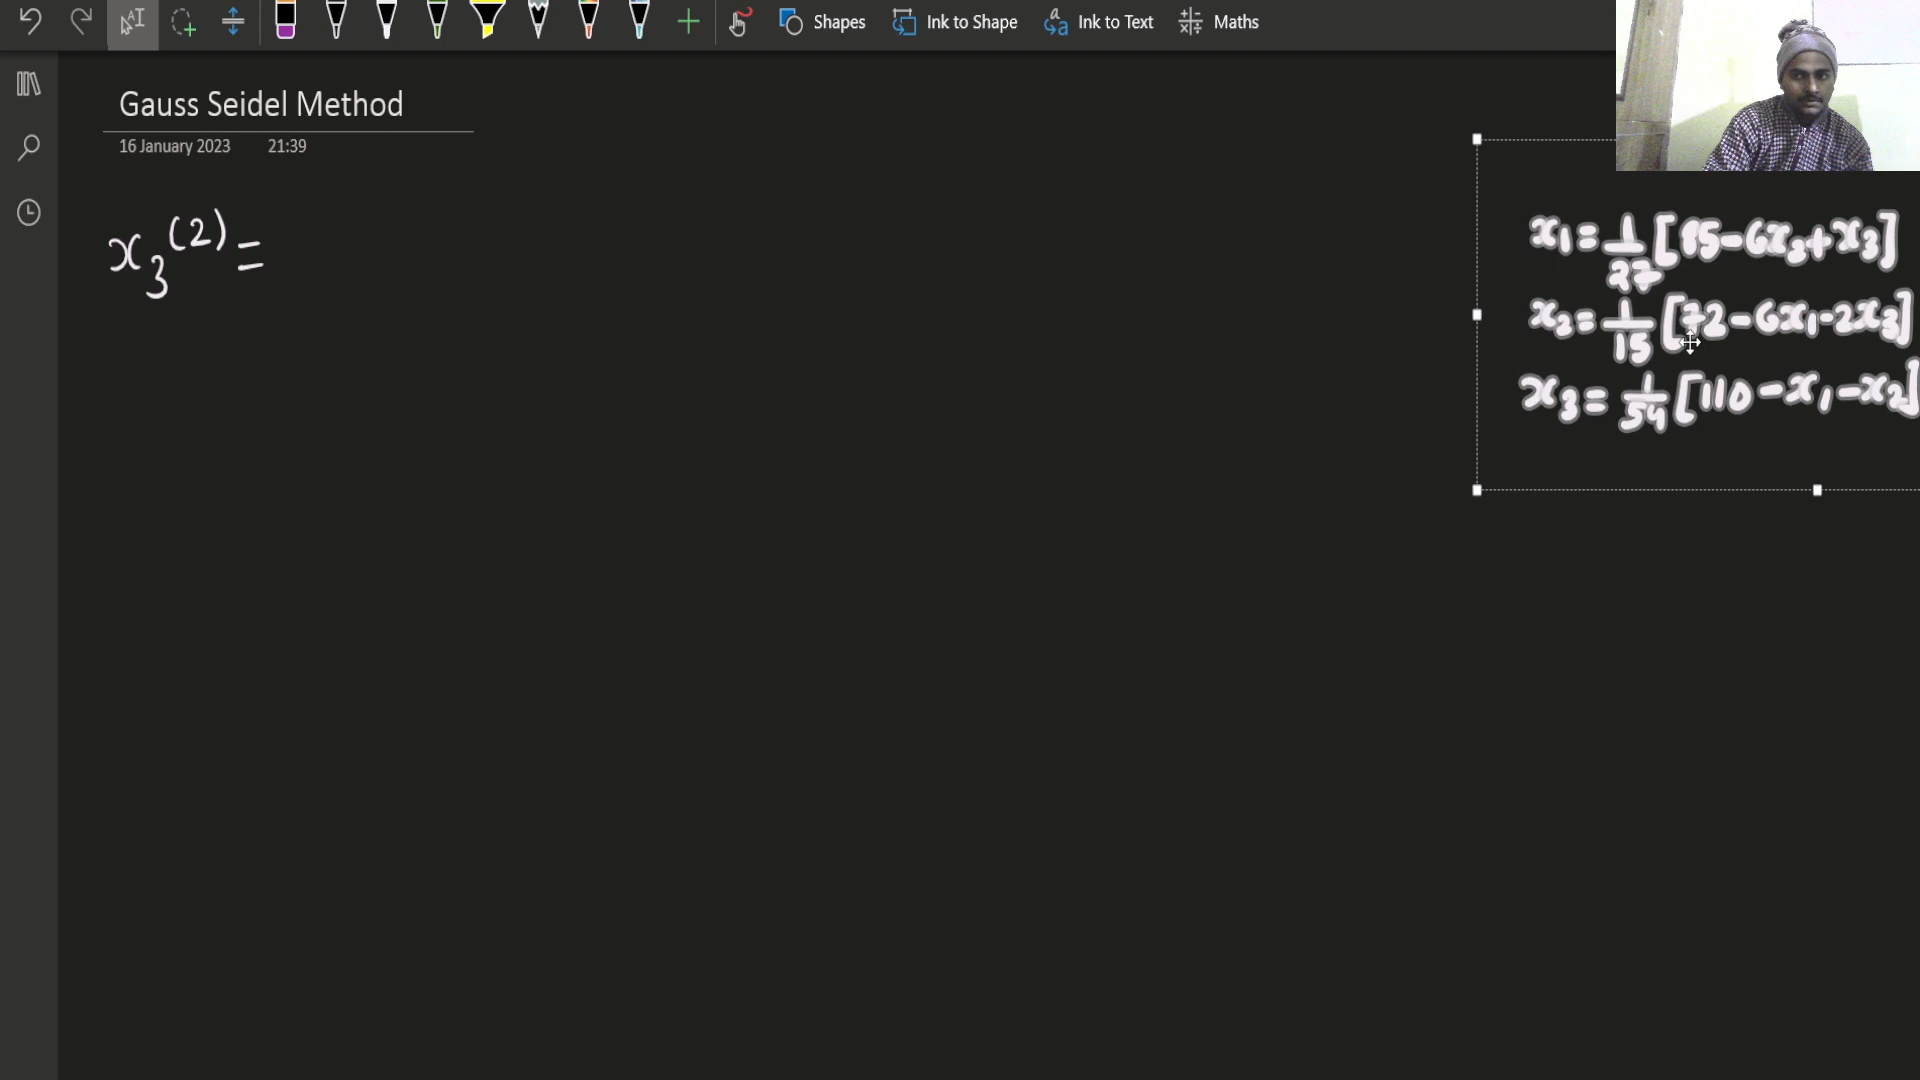 Shapes Ink to Shape Ink to Text Maths
Gauss Seidel Method
16 January 2023 21:39
x₃⁽²⁾ =
x₁ = 1/27 [85 - 6x₂ + x₃]
x₂ = 1/15 [72 - 6x₁ - 2x₃]
x₃ = 1/54 [110 - x₁ - x₂]